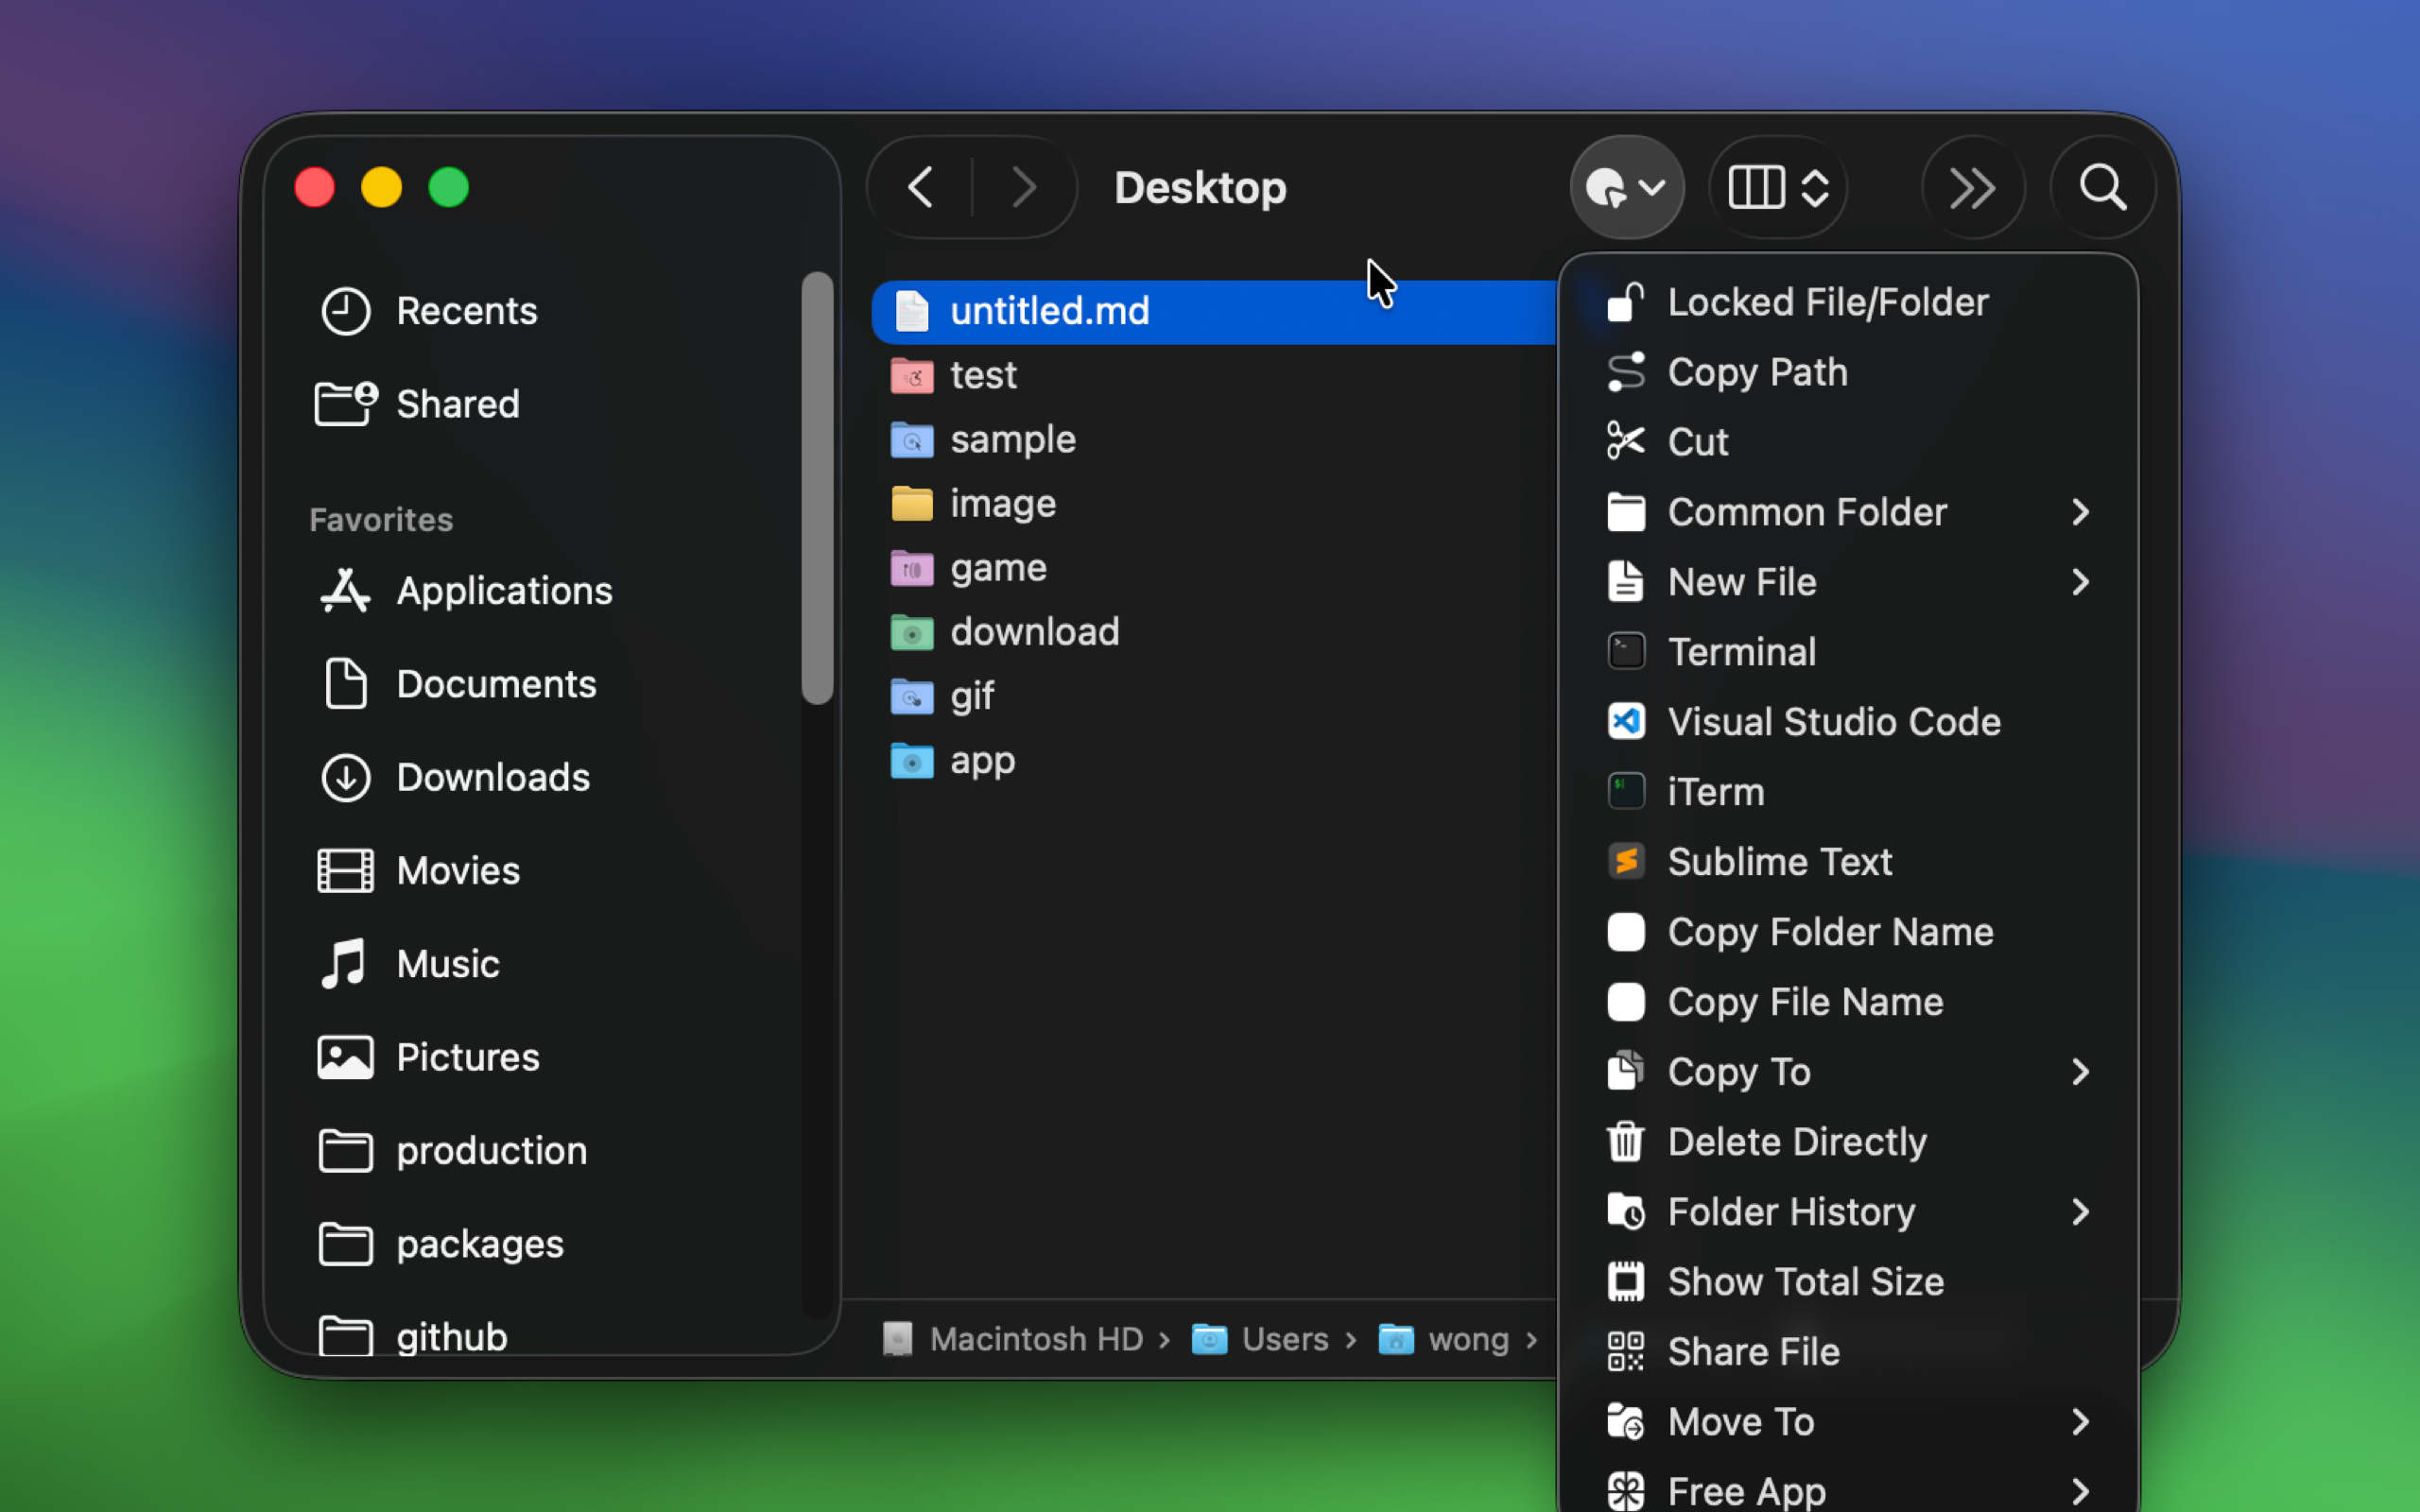 Desktop
Recents
Shared
Favorites
Applications
Documents
Downloads
Movies
Music
Pictures
production
packages
github
untitled.md
test
sample
image
game
download
gif
app
Macintosh HD › Users › wong ›
Locked File/Folder
Copy Path
Cut
Common Folder
New File
Terminal
Visual Studio Code
iTerm
Sublime Text
Copy Folder Name
Copy File Name
Copy To
Delete Directly
Folder History
Show Total Size
Share File
Move To
Free App